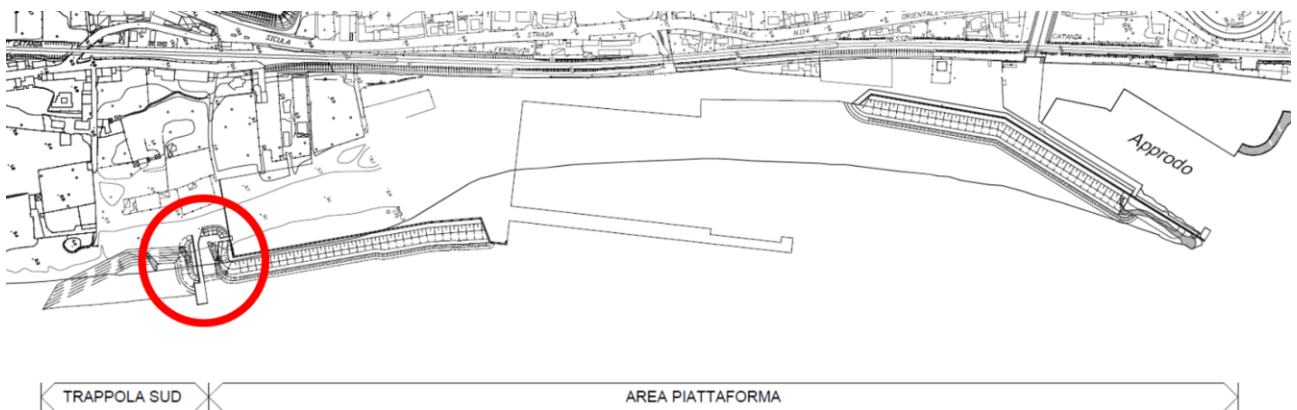 CATANIA
SICULA
STRADA
FERROVIA
STATALE N114
ORIENTALE
CATANIA
Approdo
TRAPPOLA SUD
AREA PIATTAFORMA